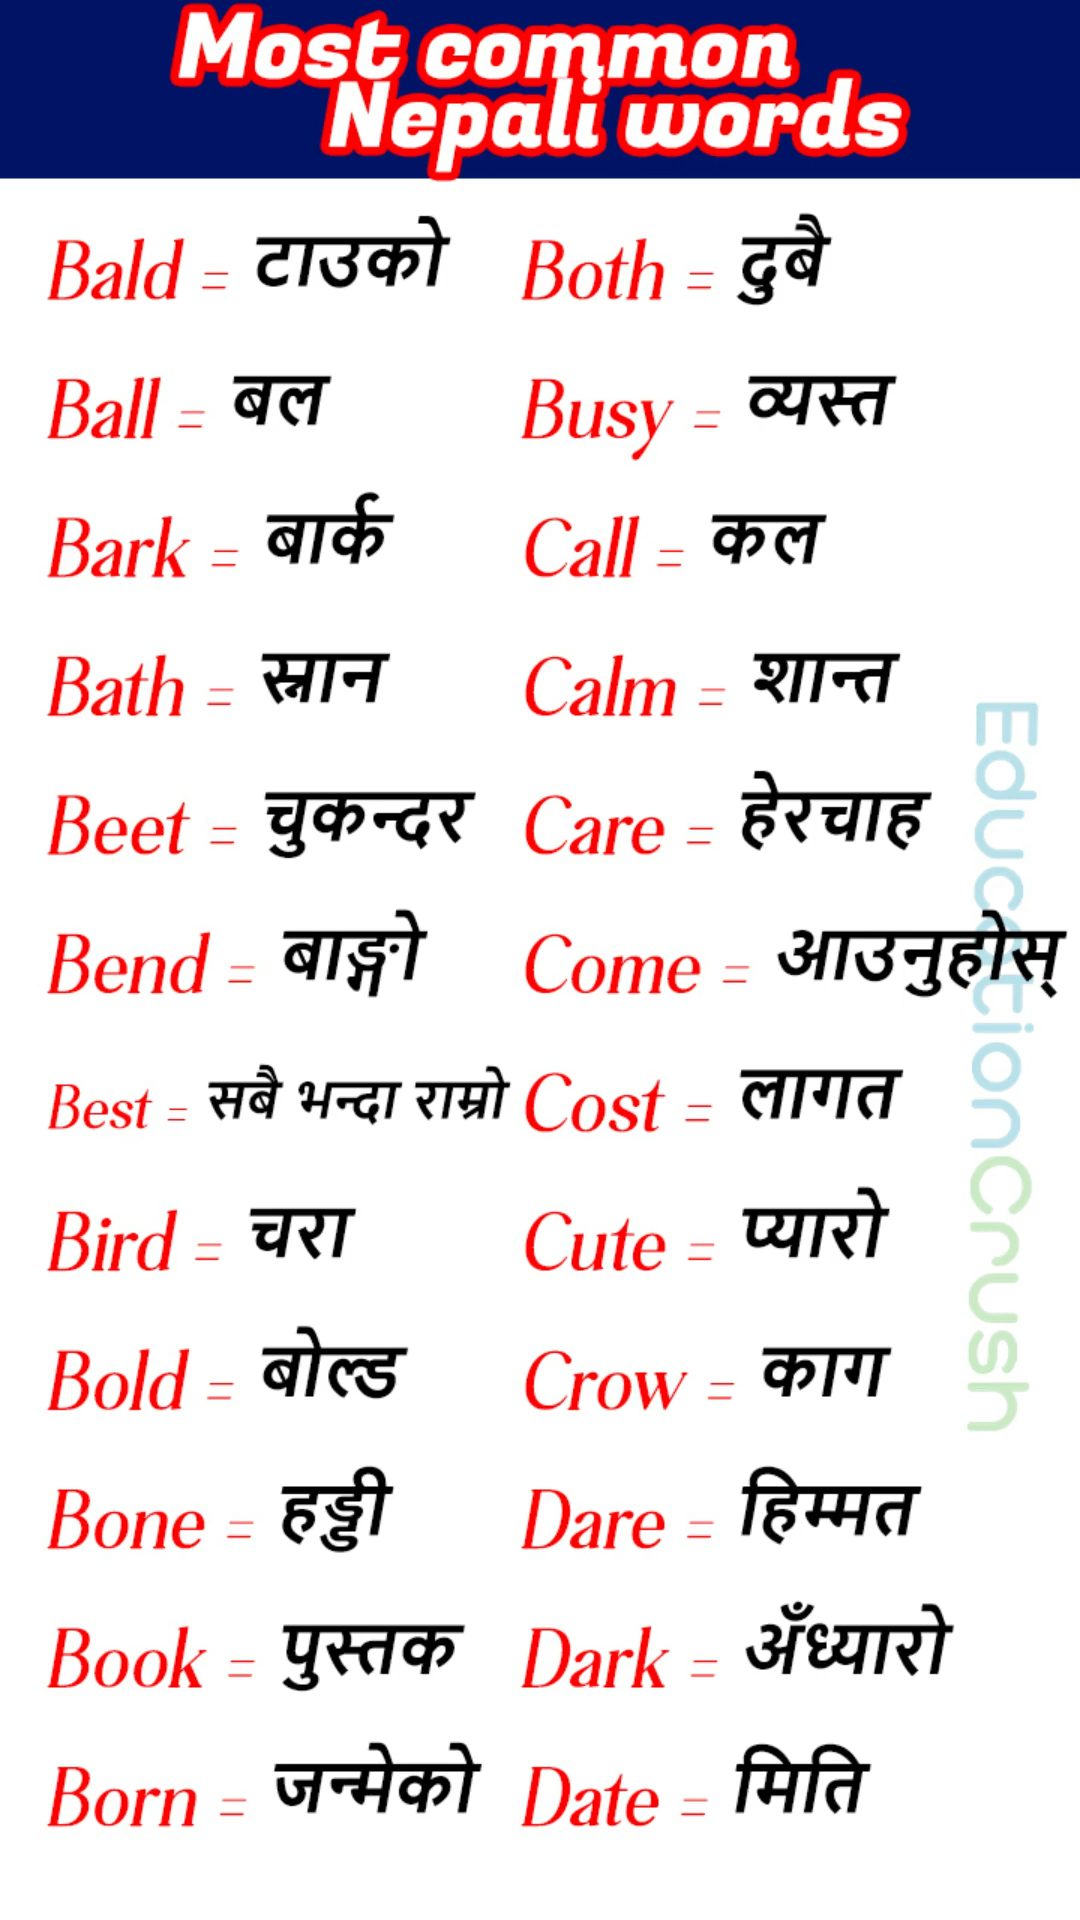 Most common
Nepali words
Bald = टाउको
Ball = बल
Bark = बार्क
Bath = स्नान
Beet = चुकन्दर
Bend = बाङ्गो
Best = सबै भन्दा राम्रो
Bird = चरा
Bold = बोल्ड
Bone = हड्डी
Book = पुस्तक
Born = जन्मेको
Both = दुबै
Busy = व्यस्त
Call = कल
Calm = शान्त
Care = हेरचाह
Come = आउनुहोस्
Cost = लागत
Cute = प्यारो
Crow = काग
Dare = हिम्मत
Dark = अँध्यारो
Date = मिति
EducationCrush